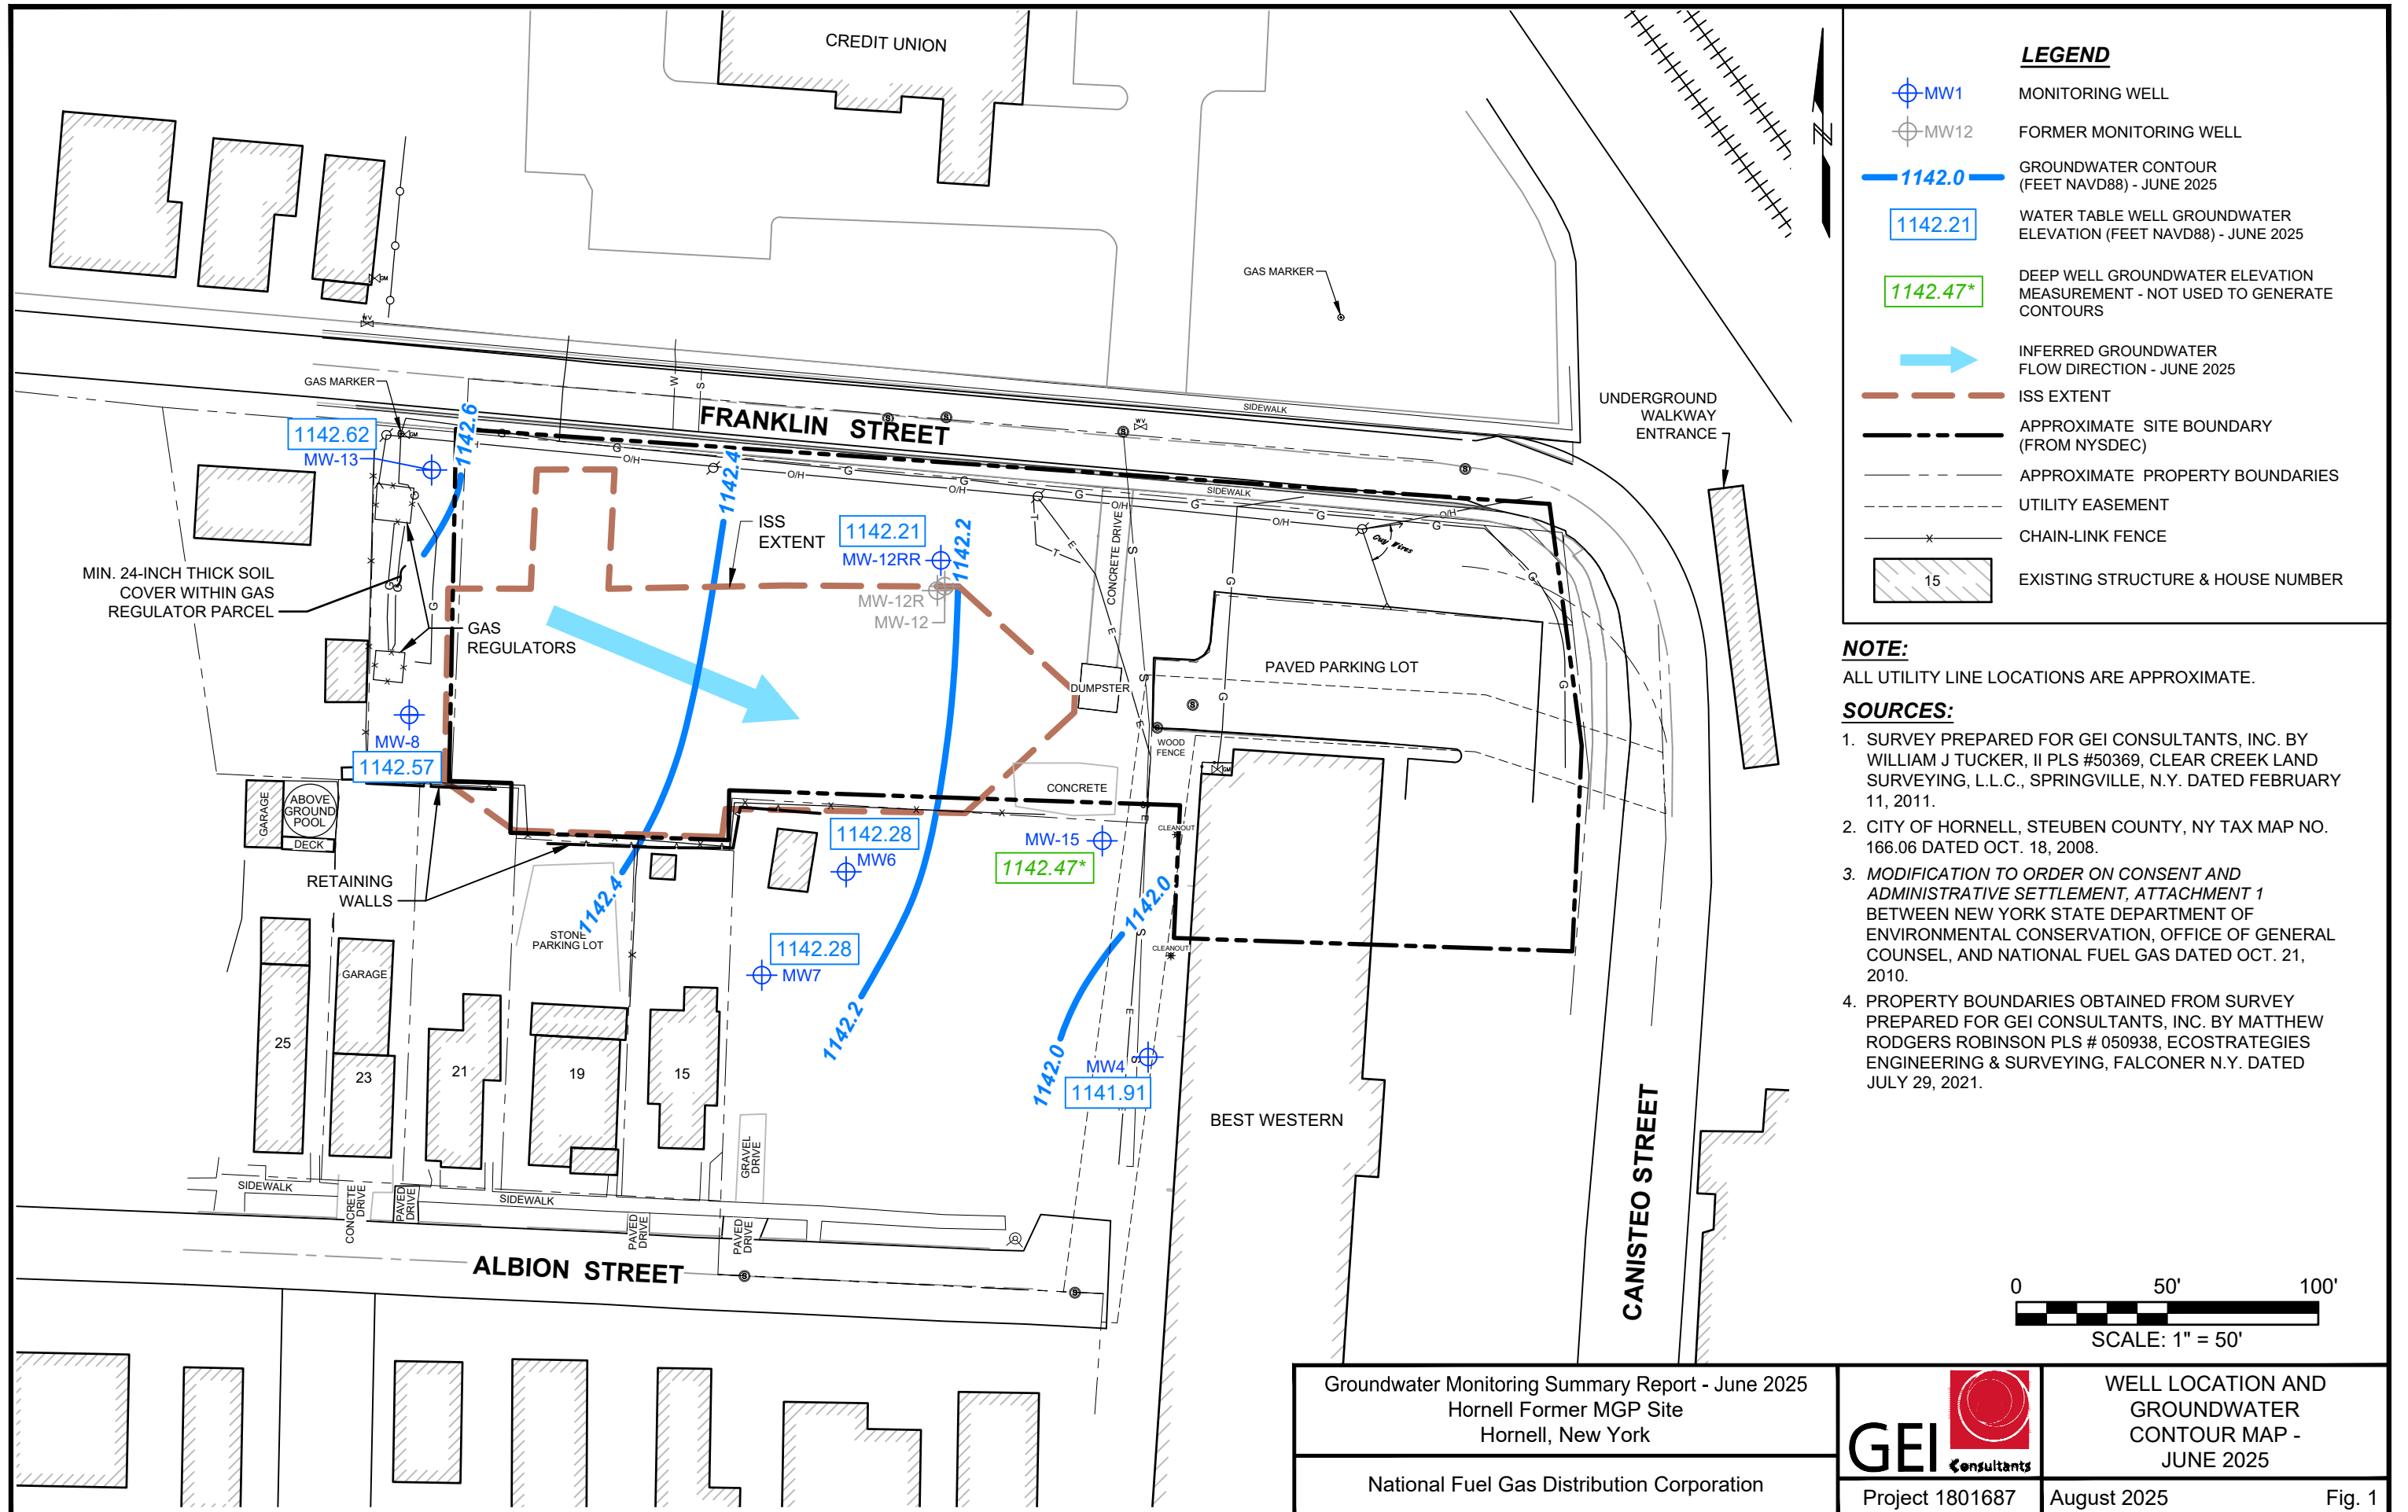 CREDIT UNION
GAS MARKER
GM
WV
GAS MARKER
GM
1142.62
MW-13
1142.6
W
S
FRANKLIN STREET
SIDEWALK
WV
UNDERGROUND
WALKWAY
ENTRANCE
G
O/H
1142.4
O/H
G
O/H
G
G
O/H
G
SIDEWALK
O/H
G
G
O/H
Guy Wires
ISS
EXTENT
1142.21
MW-12RR
1142.2
MW-12R
MW-12
CONCRETE DRIVE
T
T
E
E
S
S
S
E
G
G
G
G
MIN. 24-INCH THICK SOIL
COVER WITHIN GAS
REGULATOR PARCEL
GAS
REGULATORS
G
G
DUMPSTER
PAVED PARKING LOT
MW-8
1142.57
WOOD
FENCE
GM
CONCRETE
GARAGE
ABOVE
GROUND
POOL
DECK
RETAINING
WALLS
1142.28
MW6
MW-15
1142.47*
CLEANOUT
1142.4
STONE
PARKING LOT
1142.28
MW7
1142.2
1142.0
CLEANOUT
1142.0
MW4
1141.91
S
S
E
E
GARAGE
25
23
21
19
15
BEST WESTERN
CANISTEO STREET
GRAVEL
DRIVE
SIDEWALK
SIDEWALK
CONCRETE
DRIVE
PAVED
DRIVE
PAVED
DRIVE
PAVED
DRIVE
ALBION STREET
N
LEGEND
MW1
MONITORING WELL
MW12
FORMER MONITORING WELL
1142.0
GROUNDWATER CONTOUR
(FEET NAVD88) - JUNE 2025
1142.21
WATER TABLE WELL GROUNDWATER
ELEVATION (FEET NAVD88) - JUNE 2025
1142.47*
DEEP WELL GROUNDWATER ELEVATION
MEASUREMENT - NOT USED TO GENERATE
CONTOURS
INFERRED GROUNDWATER
FLOW DIRECTION - JUNE 2025
ISS EXTENT
APPROXIMATE SITE BOUNDARY
(FROM NYSDEC)
APPROXIMATE PROPERTY BOUNDARIES
UTILITY EASEMENT
CHAIN-LINK FENCE
15
EXISTING STRUCTURE & HOUSE NUMBER
NOTE:
ALL UTILITY LINE LOCATIONS ARE APPROXIMATE.
SOURCES:
1. SURVEY PREPARED FOR GEI CONSULTANTS, INC. BY
WILLIAM J TUCKER, II PLS #50369, CLEAR CREEK LAND
SURVEYING, L.L.C., SPRINGVILLE, N.Y. DATED FEBRUARY
11, 2011.
2. CITY OF HORNELL, STEUBEN COUNTY, NY TAX MAP NO.
166.06 DATED OCT. 18, 2008.
3. MODIFICATION TO ORDER ON CONSENT AND
ADMINISTRATIVE SETTLEMENT, ATTACHMENT 1
BETWEEN NEW YORK STATE DEPARTMENT OF
ENVIRONMENTAL CONSERVATION, OFFICE OF GENERAL
COUNSEL, AND NATIONAL FUEL GAS DATED OCT. 21,
2010.
4. PROPERTY BOUNDARIES OBTAINED FROM SURVEY
PREPARED FOR GEI CONSULTANTS, INC. BY MATTHEW
RODGERS ROBINSON PLS # 050938, ECOSTRATEGIES
ENGINEERING & SURVEYING, FALCONER N.Y. DATED
JULY 29, 2021.
0 50' 100'
SCALE: 1" = 50'
Groundwater Monitoring Summary Report - June 2025
Hornell Former MGP Site
Hornell, New York
National Fuel Gas Distribution Corporation
GEI
Consultants
Project 1801687
WELL LOCATION AND
GROUNDWATER
CONTOUR MAP -
JUNE 2025
August 2025
Fig. 1